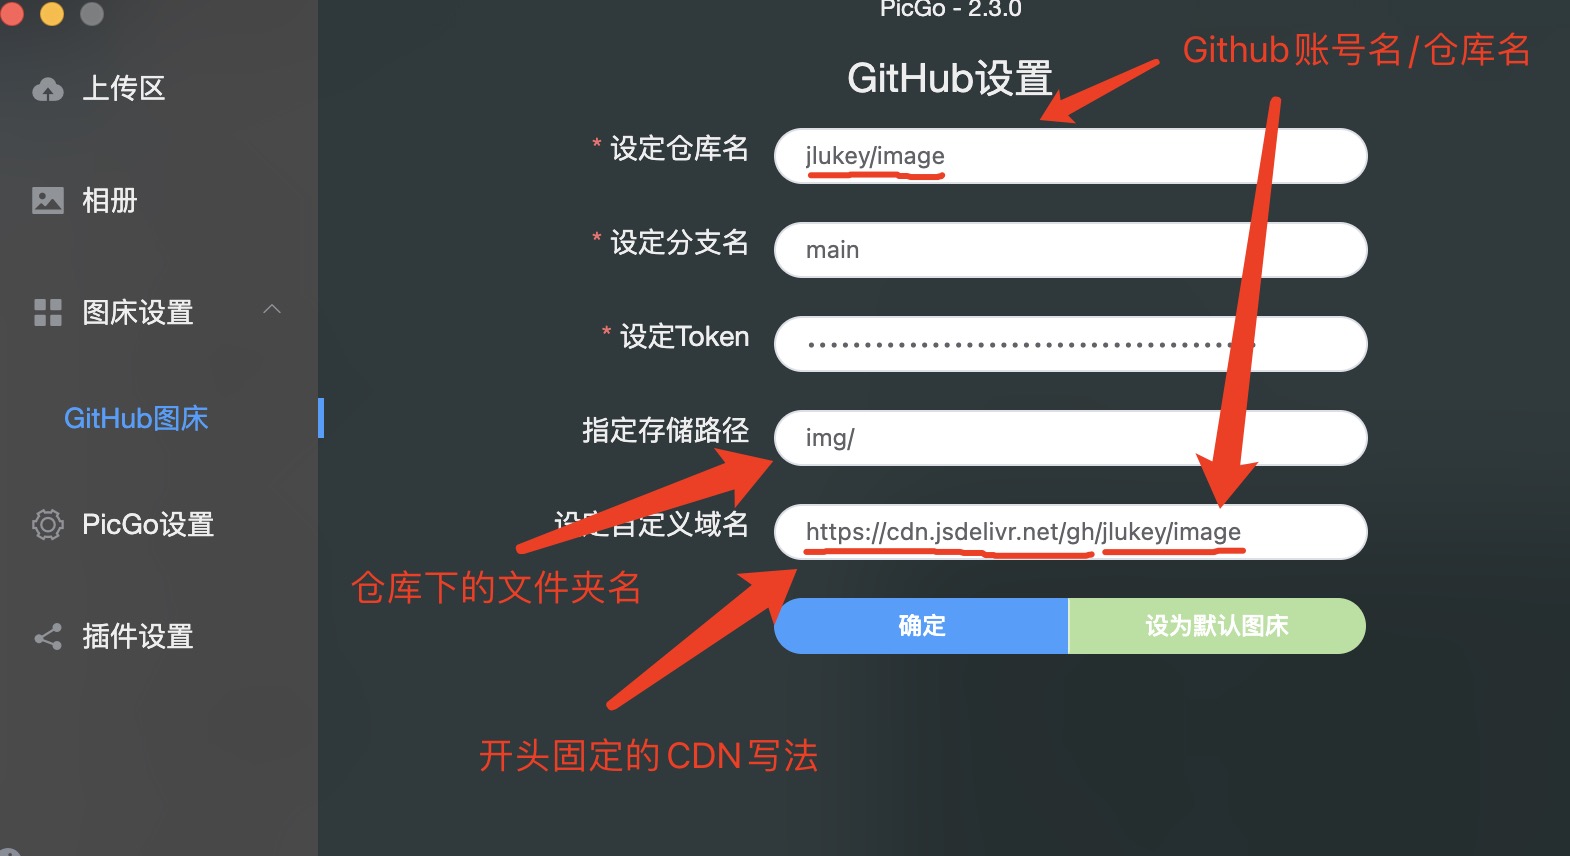 PicGo - 2.3.0
Github账号名/仓库名
GitHub设置
上传区
相册
图床设置
GitHub图床
PicGo设置
插件设置
* 设定仓库名
jlukey/image
* 设定分支名
main
* 设定Token
指定存储路径
img/
设定自定义域名
https://cdn.jsdelivr.net/gh/jlukey/image
仓库下的文件夹名
确定
设为默认图床
开头固定的CDN写法